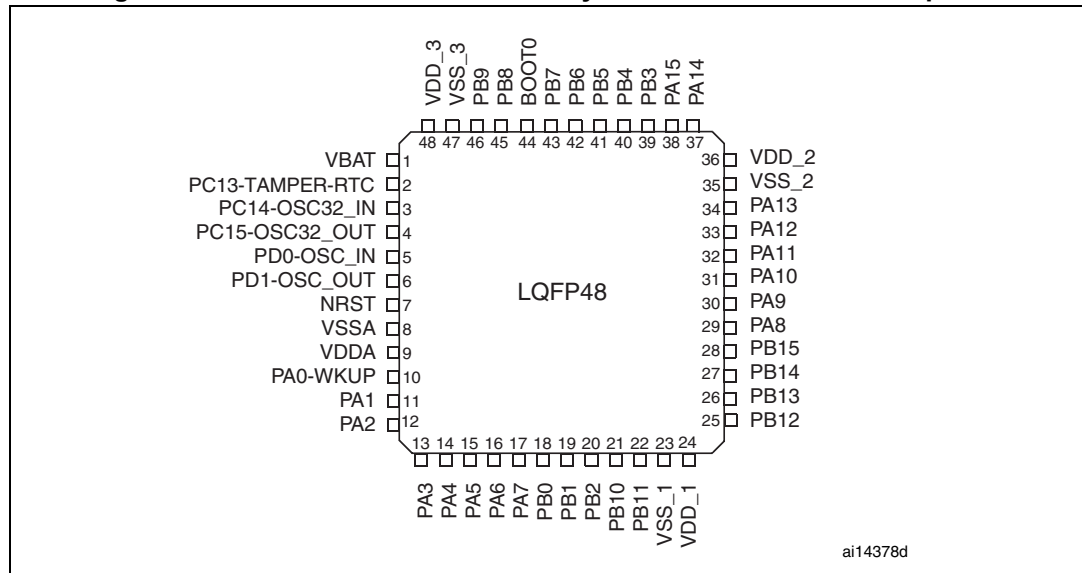 VDD_3
VSS_3
PB9
PB8
BOOT0
PB7
PB6
PB5
PB4
PB3
PA15
PA14
48 47 46 45 44 43 42 41 40 39 38 37
VBAT 1
PC13-TAMPER-RTC 2
PC14-OSC32_IN 3
PC15-OSC32_OUT 4
PD0-OSC_IN 5
PD1-OSC_OUT 6
NRST 7
VSSA 8
VDDA 9
PA0-WKUP 10
PA1 11
PA2 12
LQFP48
36 VDD_2
35 VSS_2
34 PA13
33 PA12
32 PA11
31 PA10
30 PA9
29 PA8
28 PB15
27 PB14
26 PB13
25 PB12
13 14 15 16 17 18 19 20 21 22 23 24
PA3
PA4
PA5
PA6
PA7
PB0
PB1
PB2
PB10
PB11
VSS_1
VDD_1
ai14378d